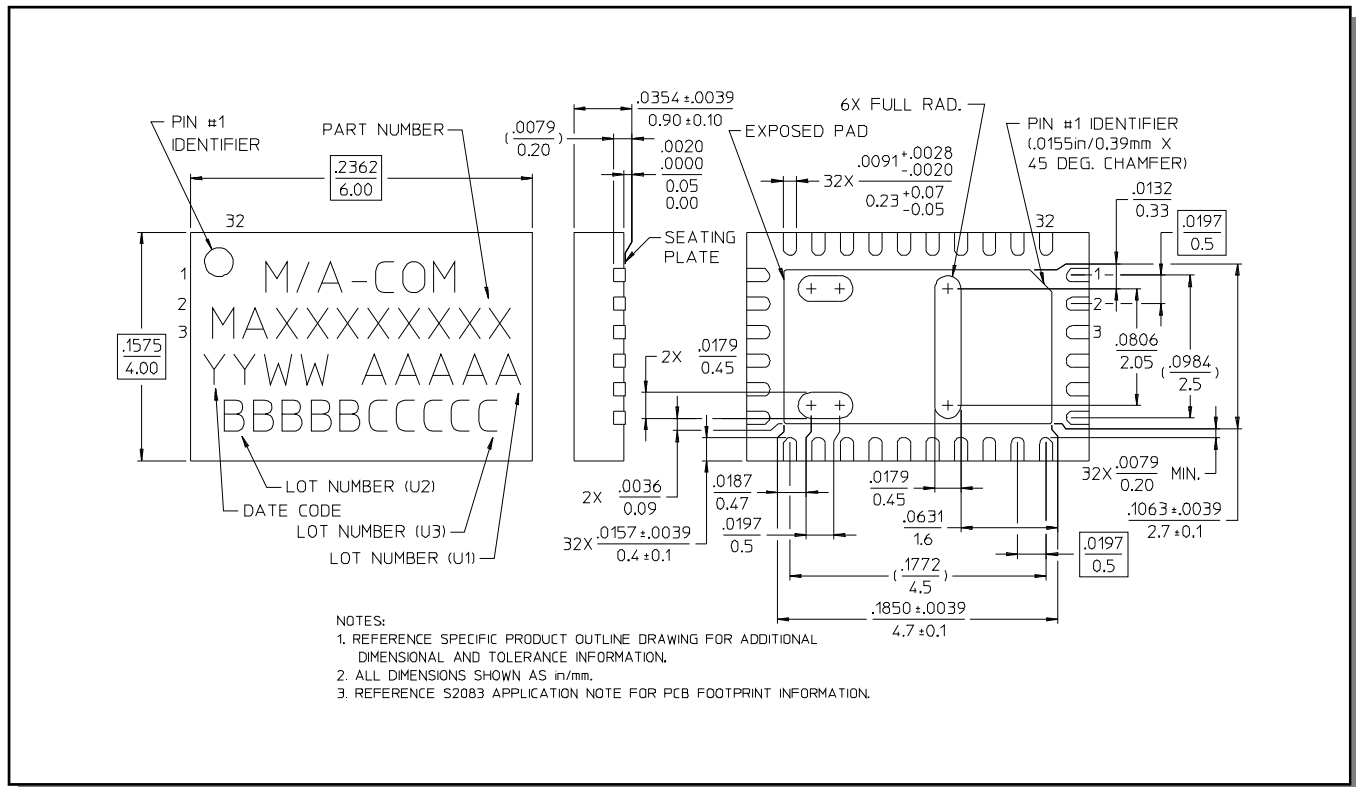 PIN #1
IDENTIFIER
PART NUMBER
.2362
6.00
32
1
2
3
.1575
4.00
M/A-COM
MAXXXXXXXXX
YYWW AAAAA
BBBBBCCCCC
LOT NUMBER (U2)
DATE CODE
LOT NUMBER (U3)
LOT NUMBER (U1)
.0354 ±.0039
0.90 ±0.10
(.0079
0.20)
.0020
.0000
0.05
0.00
SEATING
PLATE
EXPOSED PAD
6X FULL RAD.
PIN #1 IDENTIFIER
(.0155in/0.39mm X
45 DEG. CHAMFER)
32X .0091 +.0028
-.0020
0.23 +0.07
-0.05
32
.0132
0.33
.0197
0.5
1
2
3
2X .0179
0.45
.0806
2.05
(.0984
2.5)
2X .0036
0.09
32X .0157 ±.0039
0.4 ±0.1
.0187
0.47
.0197
0.5
.0179
0.45
.0631
1.6
32X .0079 MIN.
0.20
.1063 ±.0039
2.7 ±0.1
.0197
0.5
(.1772
4.5)
.1850 ±.0039
4.7 ±0.1
NOTES:
1. REFERENCE SPECIFIC PRODUCT OUTLINE DRAWING FOR ADDITIONAL
DIMENSIONAL AND TOLERANCE INFORMATION.
2. ALL DIMENSIONS SHOWN AS in/mm.
3. REFERENCE S2083 APPLICATION NOTE FOR PCB FOOTPRINT INFORMATION.